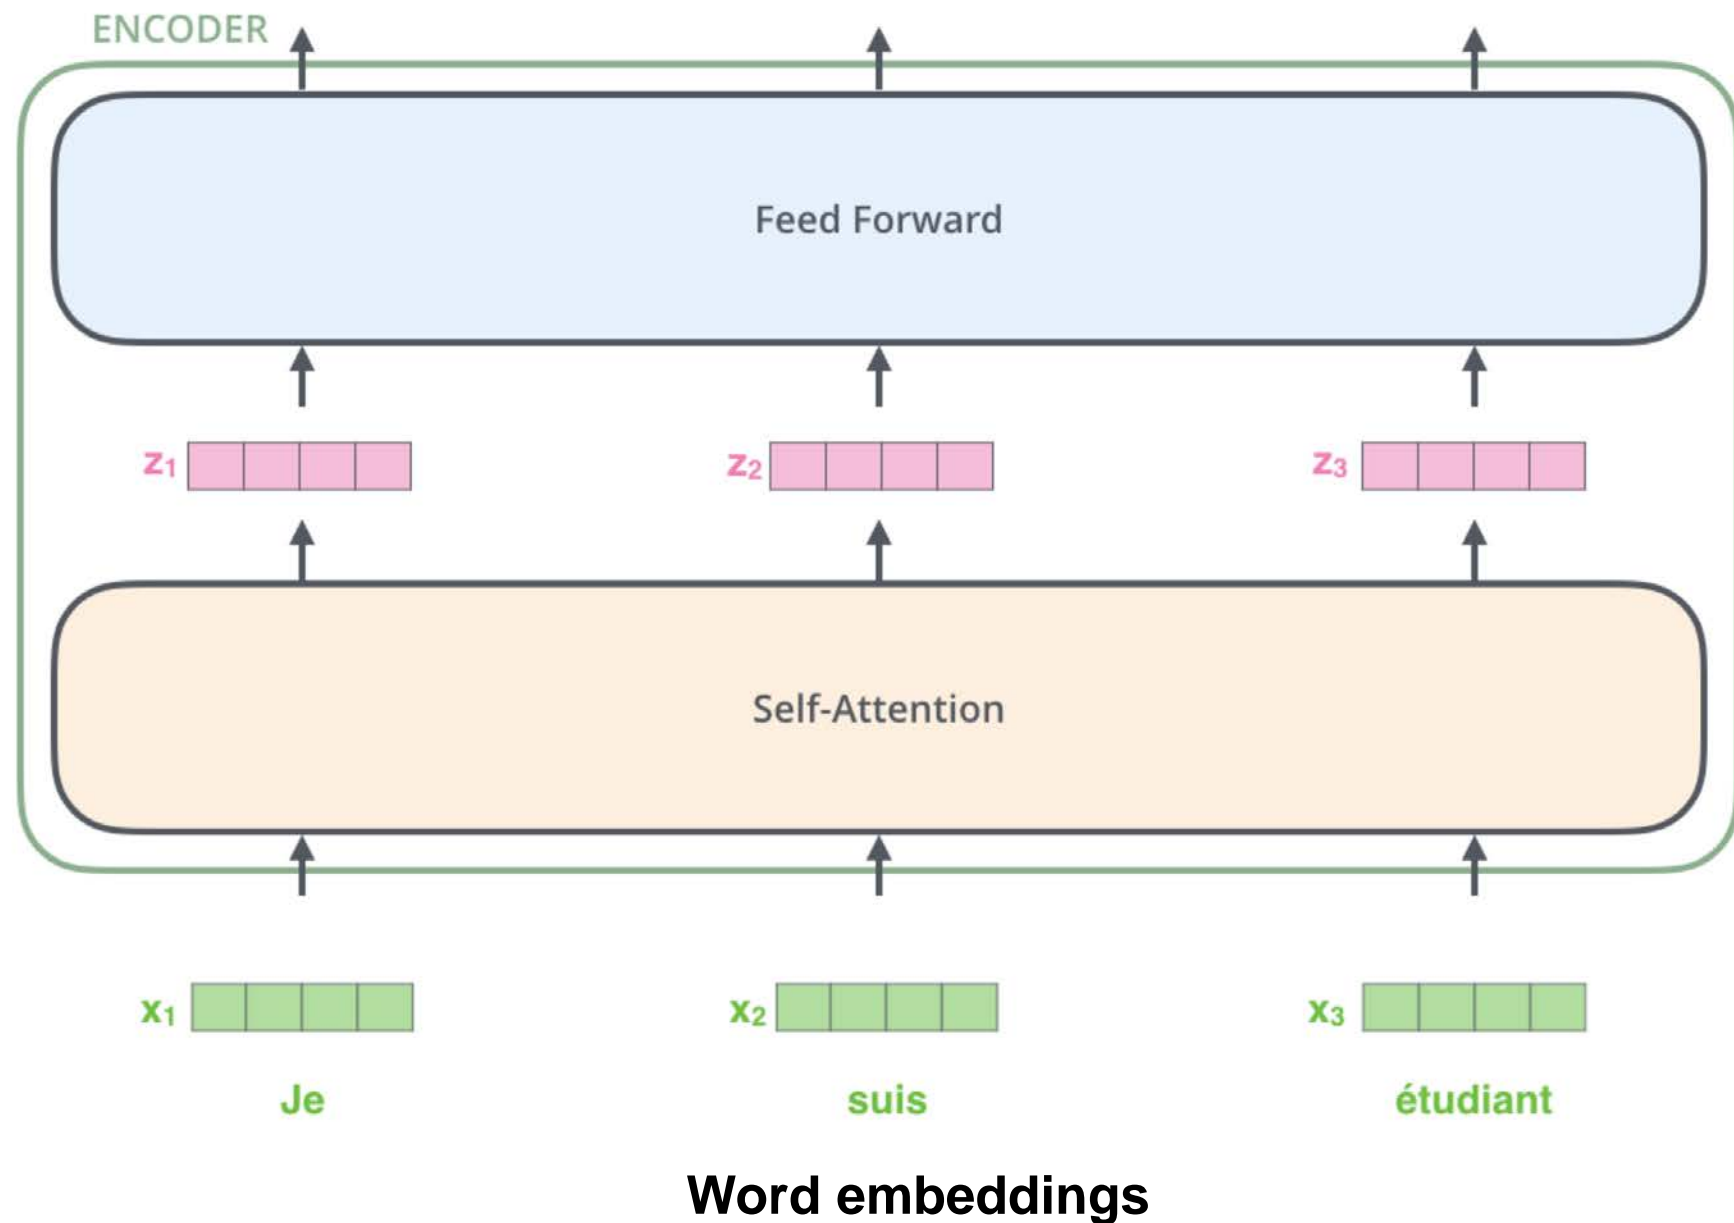 ENCODER
Feed Forward
z1 z2 z3
Self-Attention
x1 x2 x3
Je suis étudiant
Word embeddings